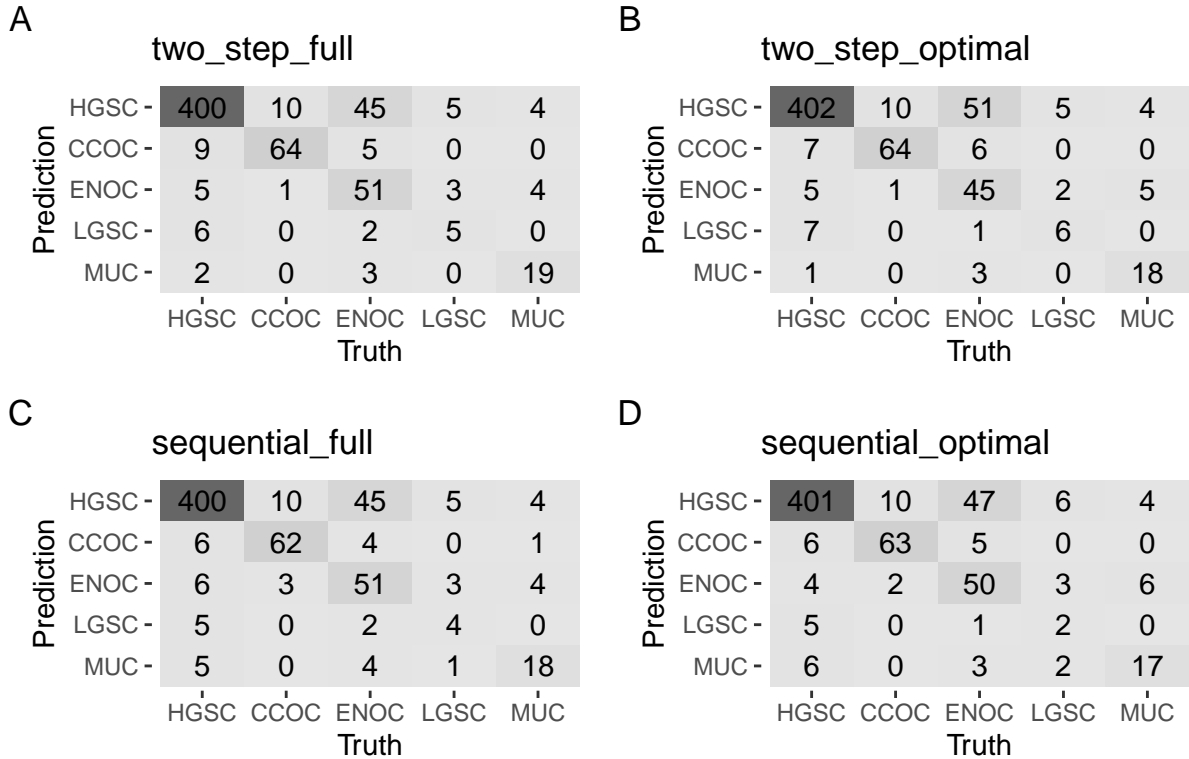 A
two_step_full
HGSC 400 10 45 5 4
CCOC 9 64 5 0 0
ENOC 5 1 51 3 4
LGSC 6 0 2 5 0
MUC 2 0 3 0 19
HGSC CCOC ENOC LGSC MUC
Truth
Prediction
B
two_step_optimal
HGSC 402 10 51 5 4
CCOC 7 64 6 0 0
ENOC 5 1 45 2 5
LGSC 7 0 1 6 0
MUC 1 0 3 0 18
HGSC CCOC ENOC LGSC MUC
Truth
Prediction
C
sequential_full
HGSC 400 10 45 5 4
CCOC 6 62 4 0 1
ENOC 6 3 51 3 4
LGSC 5 0 2 4 0
MUC 5 0 4 1 18
HGSC CCOC ENOC LGSC MUC
Truth
Prediction
D
sequential_optimal
HGSC 401 10 47 6 4
CCOC 6 63 5 0 0
ENOC 4 2 50 3 6
LGSC 5 0 1 2 0
MUC 6 0 3 2 17
HGSC CCOC ENOC LGSC MUC
Truth
Prediction